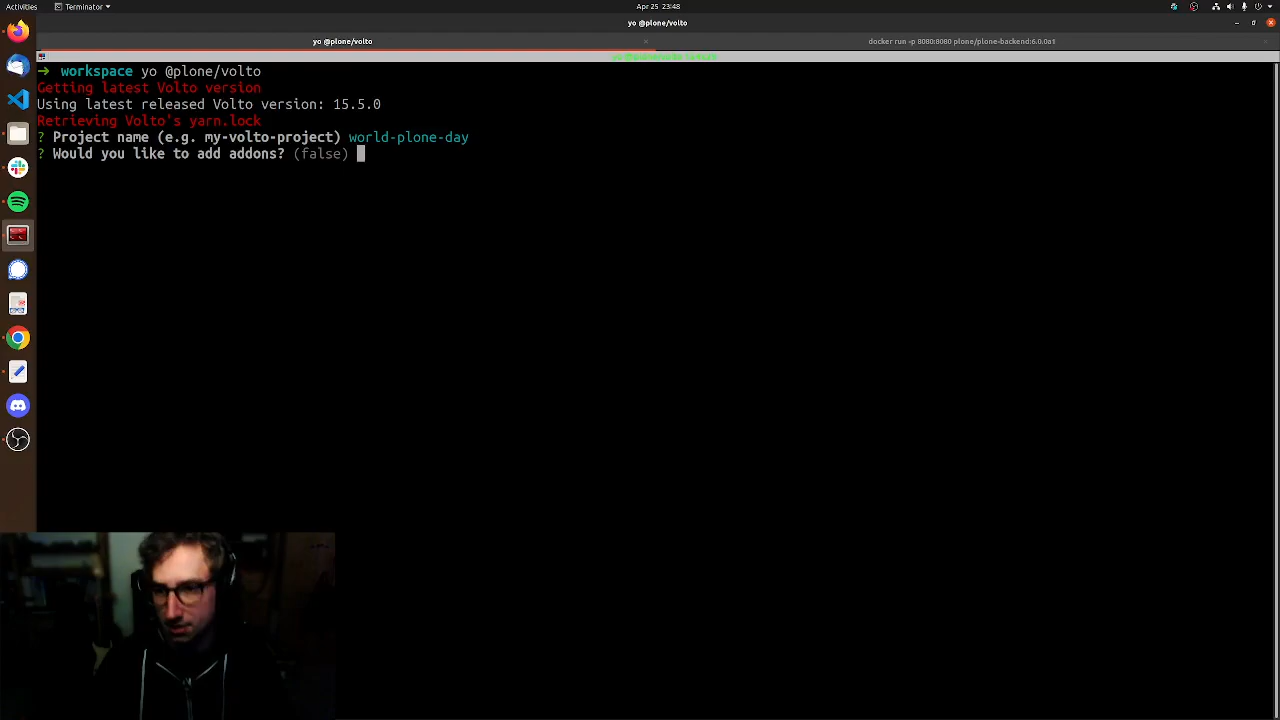 Activities
Terminator
Apr 25 23:48
yo @plone/volto
yo @plone/volto
docker run -p 8080:8080 plone/plone-backend:6.0.0a1
→ workspace yo @plone/volto
Getting latest Volto version
Using latest released Volto version: 15.5.0
Retrieving Volto's yarn.lock
? Project name (e.g. my-volto-project) world-plone-day
? Would you like to add addons? (false)